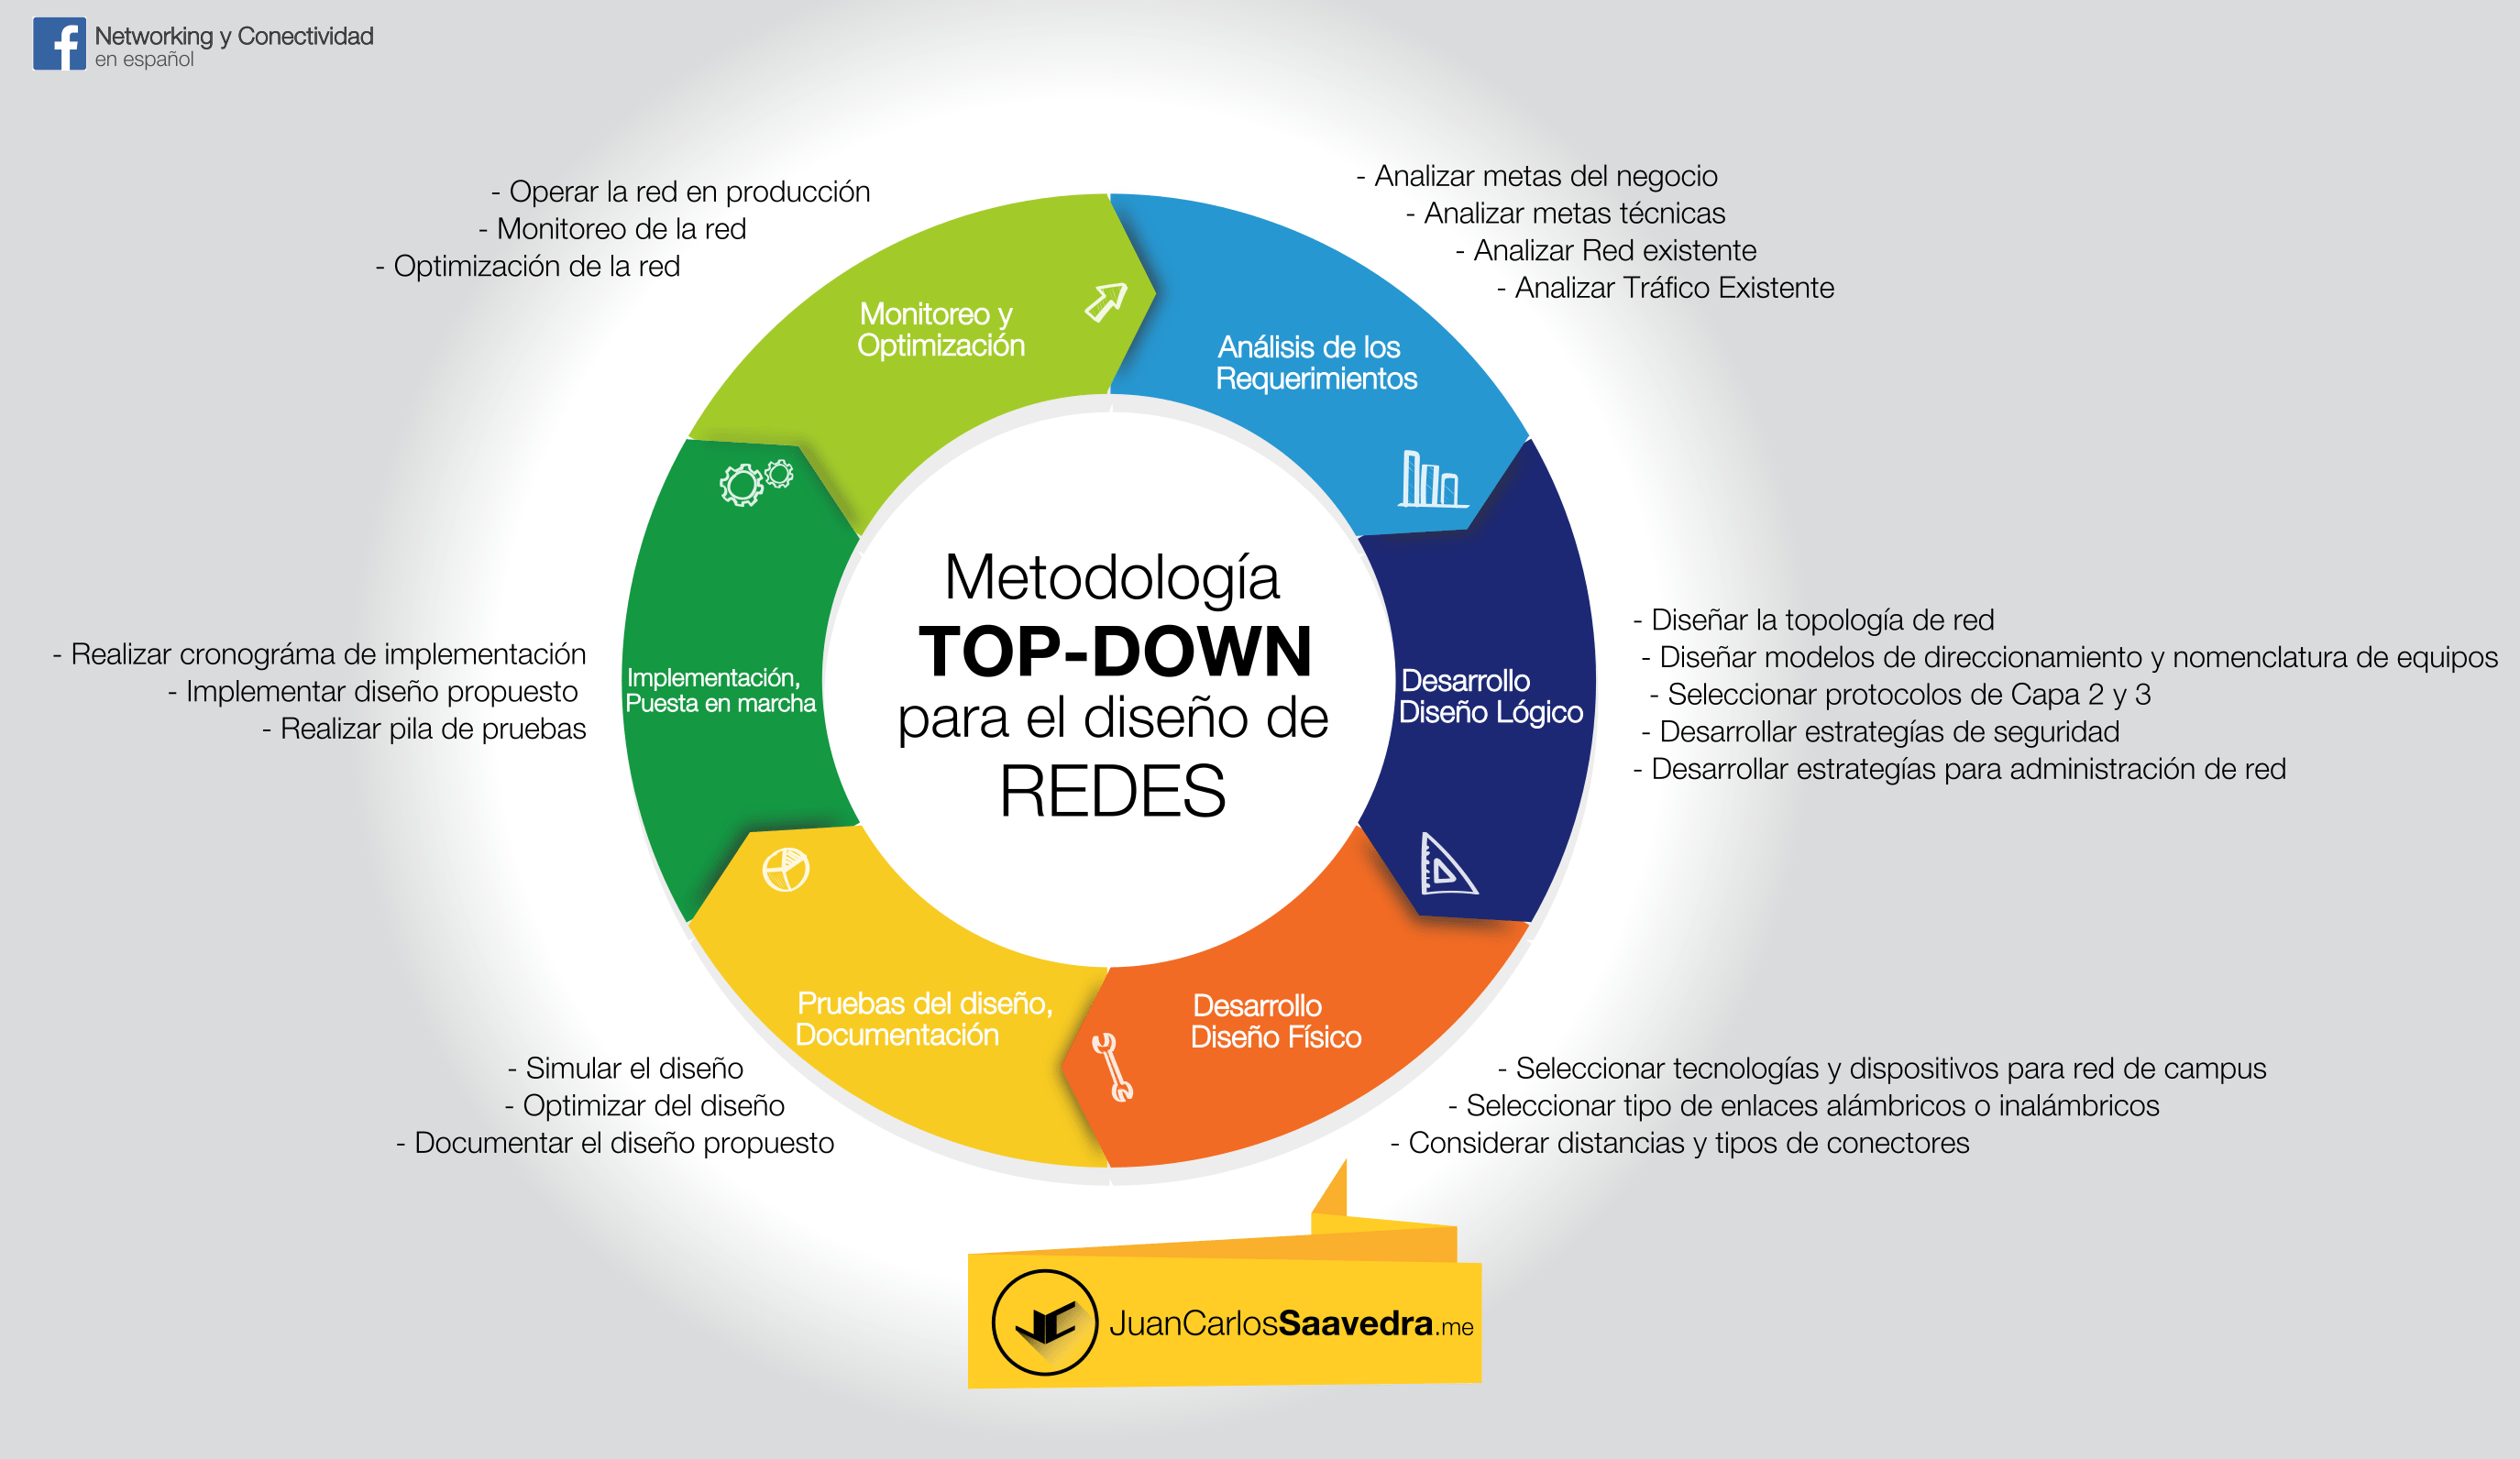 Networking y Conectividad
en español
- Operar la red en producción
- Monitoreo de la red
- Optimización de la red
- Analizar metas del negocio
- Analizar metas técnicas
- Analizar Red existente
- Analizar Tráfico Existente
Monitoreo y
Optimización
Análisis de los
Requerimientos
Metodología
TOP-DOWN
para el diseño de
REDES
- Realizar cronográma de implementación
- Implementar diseño propuesto
- Realizar pila de pruebas
Implementación,
Puesta en marcha
Desarrollo
Diseño Lógico
- Diseñar la topología de red
- Diseñar modelos de direccionamiento y nomenclatura de equipos
- Seleccionar protocolos de Capa 2 y 3
- Desarrollar estrategías de seguridad
- Desarrollar estrategías para administración de red
Pruebas del diseño,
Documentación
Desarrollo
Diseño Físico
- Simular el diseño
- Optimizar del diseño
- Documentar el diseño propuesto
- Seleccionar tecnologías y dispositivos para red de campus
- Seleccionar tipo de enlaces alámbricos o inalámbricos
- Considerar distancias y tipos de conectores
JuanCarlosSaavedra.me